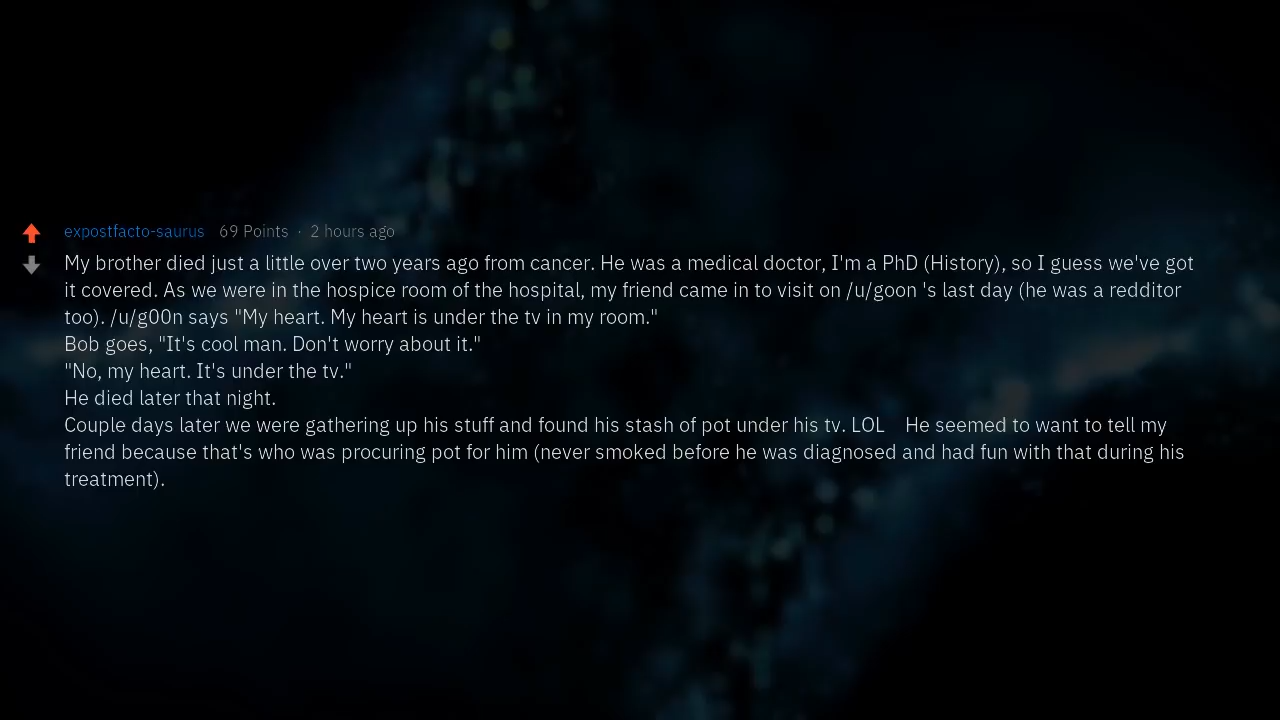 expostfacto-saurus 69 Points · 2 hours ago
My brother died just a little over two years ago from cancer. He was a medical doctor, I'm a PhD (History), so I guess we've got
it covered. As we were in the hospice room of the hospital, my friend came in to visit on /u/goon 's last day (he was a redditor
too). /u/g00n says "My heart. My heart is under the tv in my room."
Bob goes, "It's cool man. Don't worry about it."
"No, my heart. It's under the tv."
He died later that night.
Couple days later we were gathering up his stuff and found his stash of pot under his tv. LOL    He seemed to want to tell my
friend because that's who was procuring pot for him (never smoked before he was diagnosed and had fun with that during his
treatment).